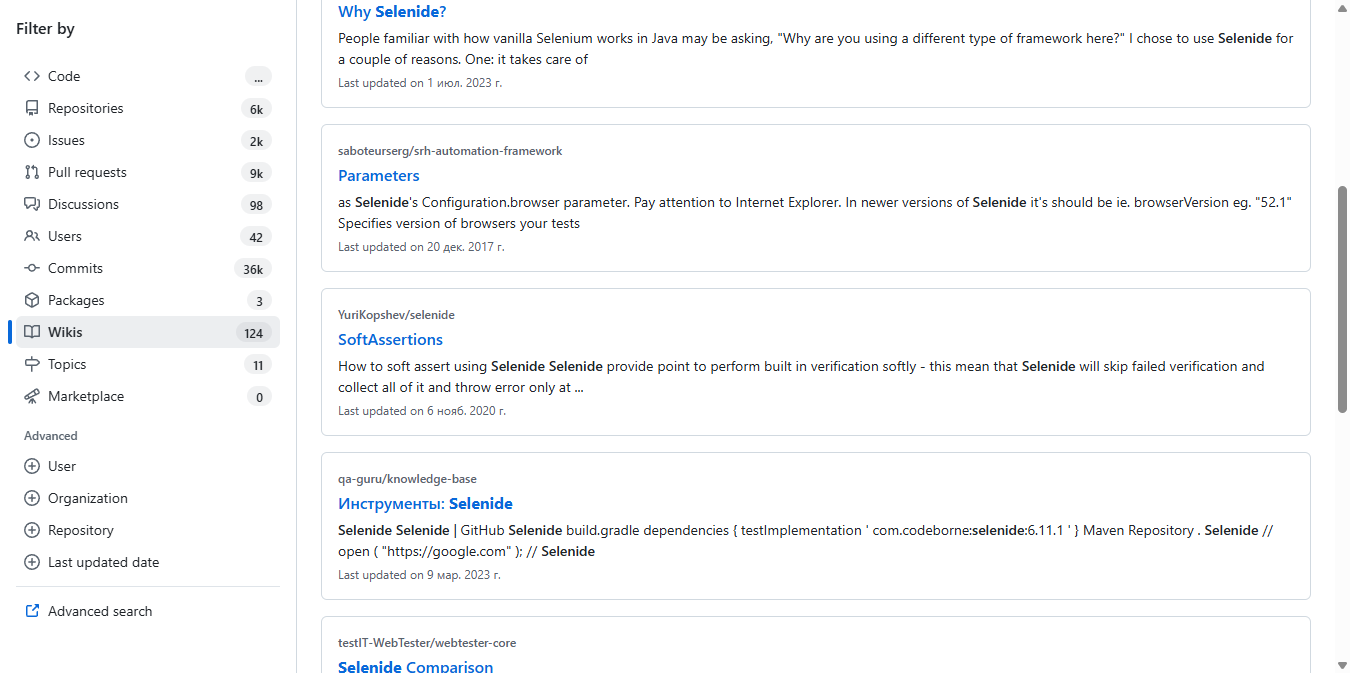 Filter by
Code ...
Repositories 6k
Issues 2k
Pull requests 9k
Discussions 98
Users 42
Commits 36k
Packages 3
Wikis 124
Topics 11
Marketplace 0
Advanced
User
Organization
Repository
Last updated date
Advanced search
Why Selenide?
People familiar with how vanilla Selenium works in Java may be asking, "Why are you using a different type of framework here?" I chose to use Selenide for
a couple of reasons. One: it takes care of
Last updated on 1 июл. 2023 г.
saboteurserg/srh-automation-framework
Parameters
as Selenide's Configuration.browser parameter. Pay attention to Internet Explorer. In newer versions of Selenide it's should be ie. browserVersion eg. "52.1"
Specifies version of browsers your tests
Last updated on 20 дек. 2017 г.
YuriKopshev/selenide
SoftAssertions
How to soft assert using Selenide Selenide provide point to perform built in verification softly - this mean that Selenide will skip failed verification and
collect all of it and throw error only at ...
Last updated on 6 нояб. 2020 г.
qa-guru/knowledge-base
Инструменты: Selenide
Selenide Selenide | GitHub Selenide build.gradle dependencies { testImplementation ' com.codeborne:selenide:6.11.1 ' } Maven Repository . Selenide //
open ( "https://google.com" ); // Selenide
Last updated on 9 мар. 2023 г.
testIT-WebTester/webtester-core
Selenide Comparison